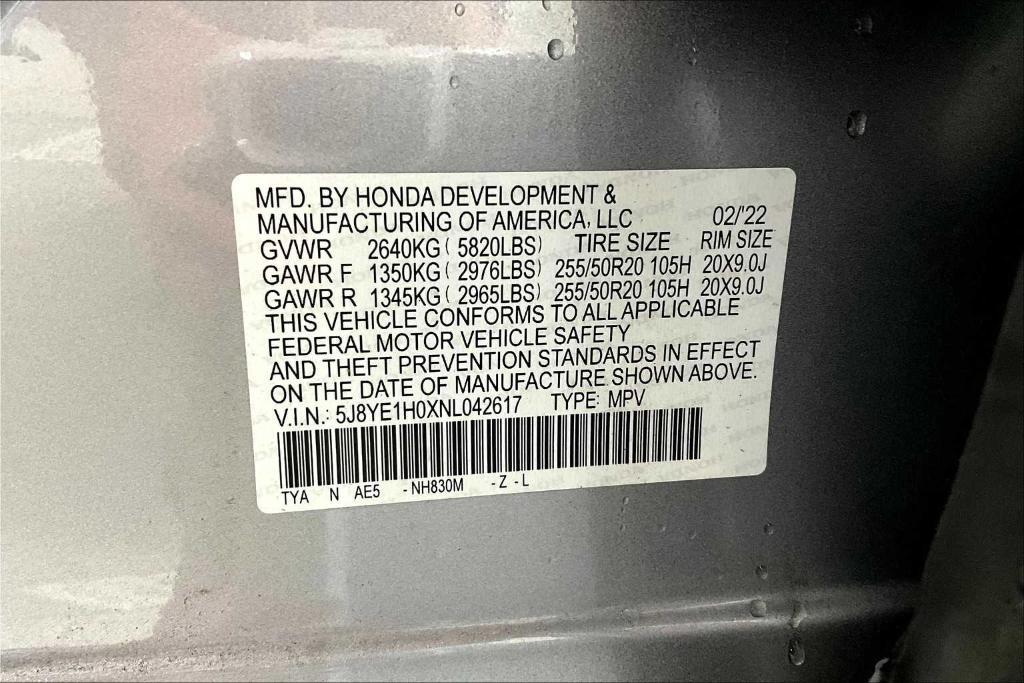 MFD. BY HONDA DEVELOPMENT &
MANUFACTURING OF AMERICA, LLC 02/'22
GVWR 2640KG ( 5820LBS) TIRE SIZE RIM SIZE
GAWR F 1350KG ( 2976LBS) 255/50R20 105H 20X9.0J
GAWR R 1345KG ( 2965LBS) 255/50R20 105H 20X9.0J
THIS VEHICLE CONFORMS TO ALL APPLICABLE
FEDERAL MOTOR VEHICLE SAFETY
AND THEFT PREVENTION STANDARDS IN EFFECT
ON THE DATE OF MANUFACTURE SHOWN ABOVE.
V.I.N.: 5J8YE1H0XNL042617 TYPE: MPV
TYA N AE5 - NH830M - Z - L